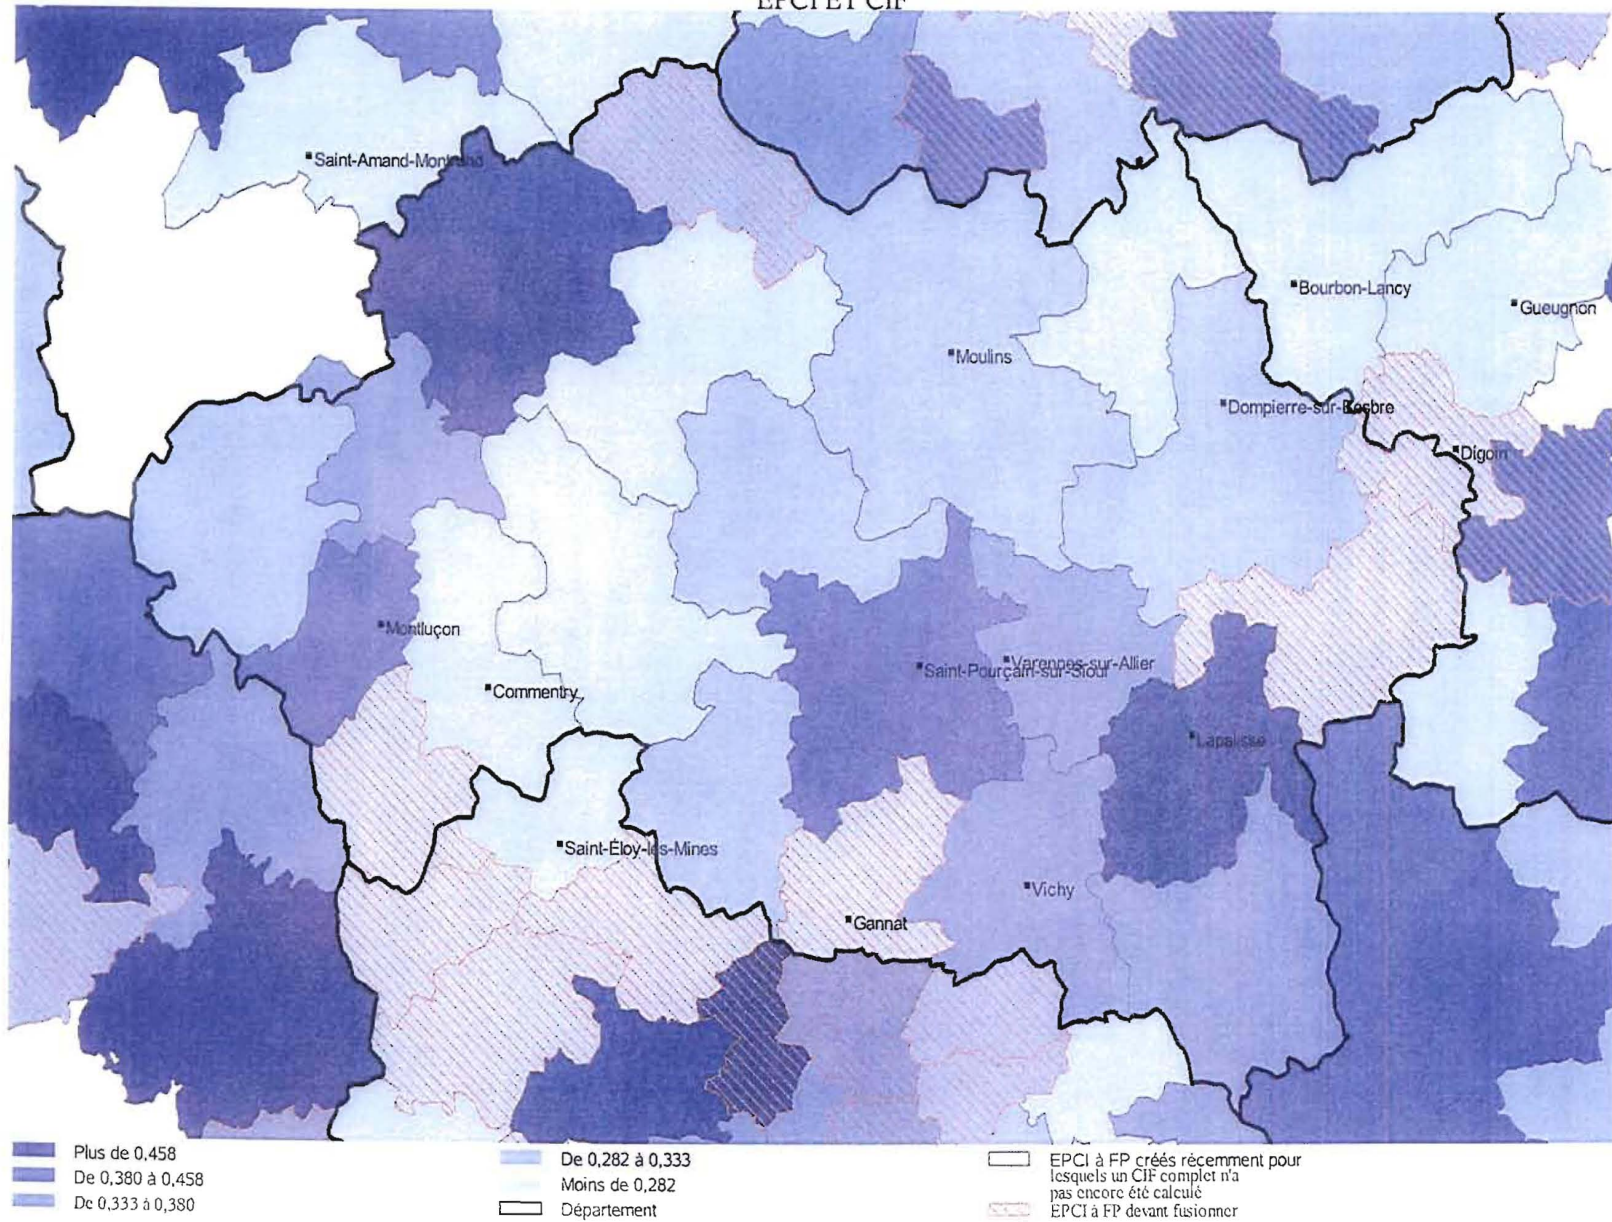 EPCI ET CIF
Saint-Amand-Montrond
Bourbon-Lancy
Gueugnon
Moulins
Dompierre-sur-Besbre
Digoin
Montluçon
Varennes-sur-Allier
Saint-Pourçain-sur-Sioul
Commentry
Lapalisse
Saint-Éloy-les-Mines
Vichy
Gannat
Plus de 0,458
De 0,380 à 0,458
De 0,333 à 0,380
De 0,282 à 0,333
Moins de 0,282
Département
EPCI à FP créés récemment pour
lesquels un CIF complet n'a
pas encore été calculé
EPCI à FP devant fusionner